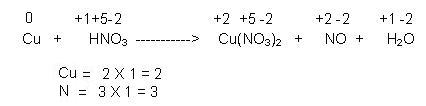 0 +1+5-2 +2 +5 -2 +2 -2 +1 -2
Cu + HNO₃ -----------> Cu(NO₃)₂ + NO + H₂O
Cu = 2 X 1 = 2
N = 3 X 1 = 3